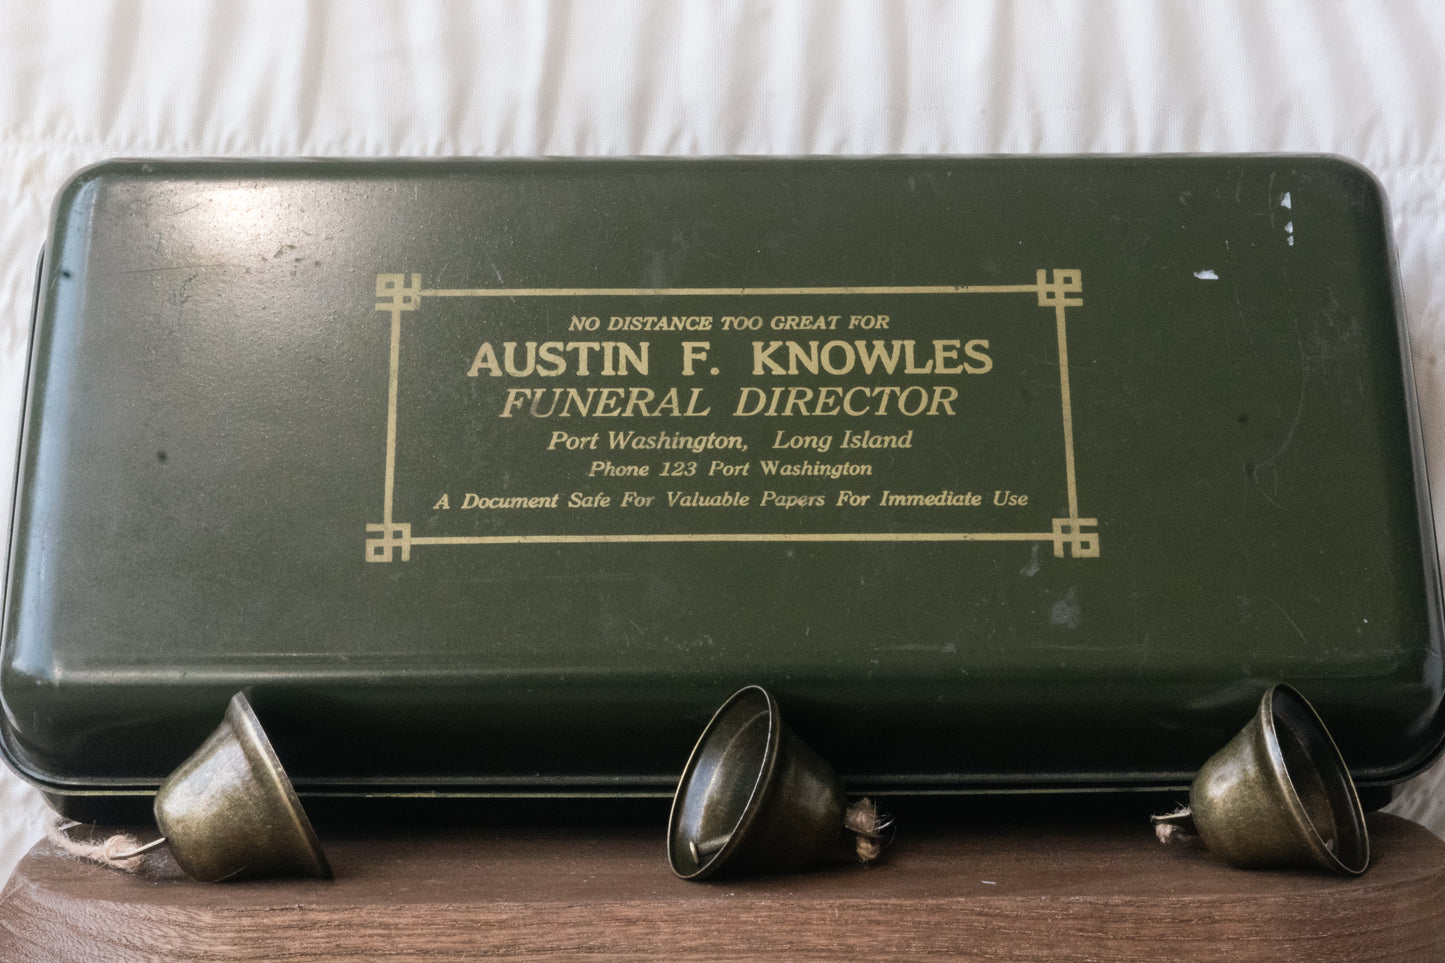 NO DISTANCE TOO GREAT FOR
AUSTIN F. KNOWLES
FUNERAL DIRECTOR
Port Washington, Long Island
Phone 123 Port Washington
A Document Safe For Valuable Papers For Immediate Use